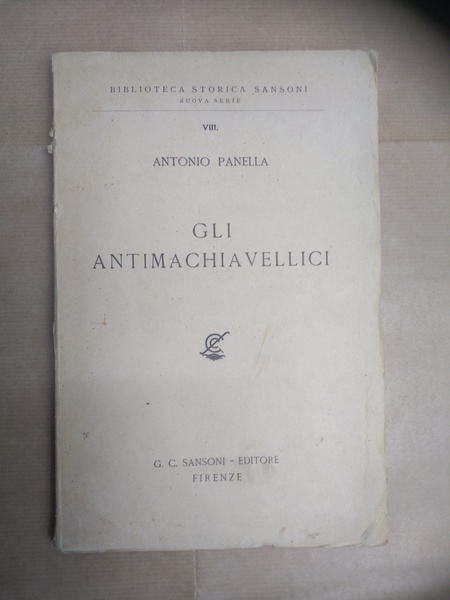 BIBLIOTECA STORICA SANSONI
NUOVA SERIE
VIII.
ANTONIO PANELLA
GLI
ANTIMACHIAVELLICI
G. C. SANSONI - EDITORE
FIRENZE